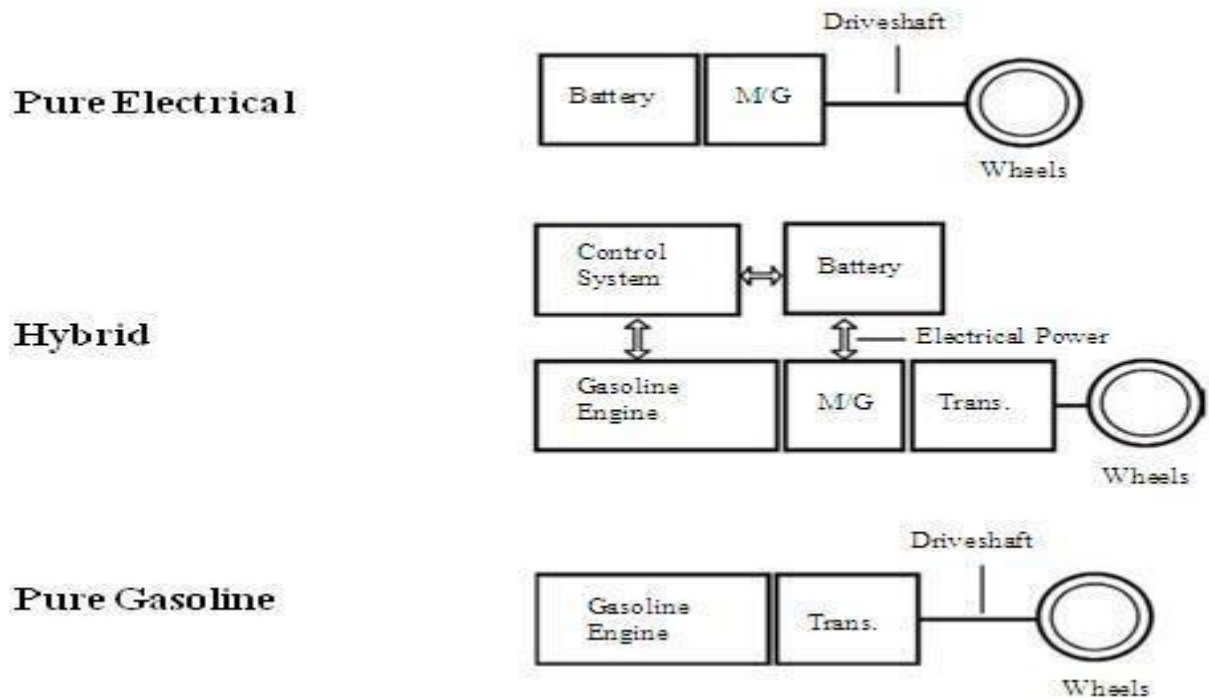 Pure Electrical
Driveshaft
Battery
M/G
Wheels
Hybrid
Control
System
Battery
Electrical Power
Gasoline
Engine
M/G
Trans.
Wheels
Pure Gasoline
Driveshaft
Gasoline
Engine
Trans.
Wheels